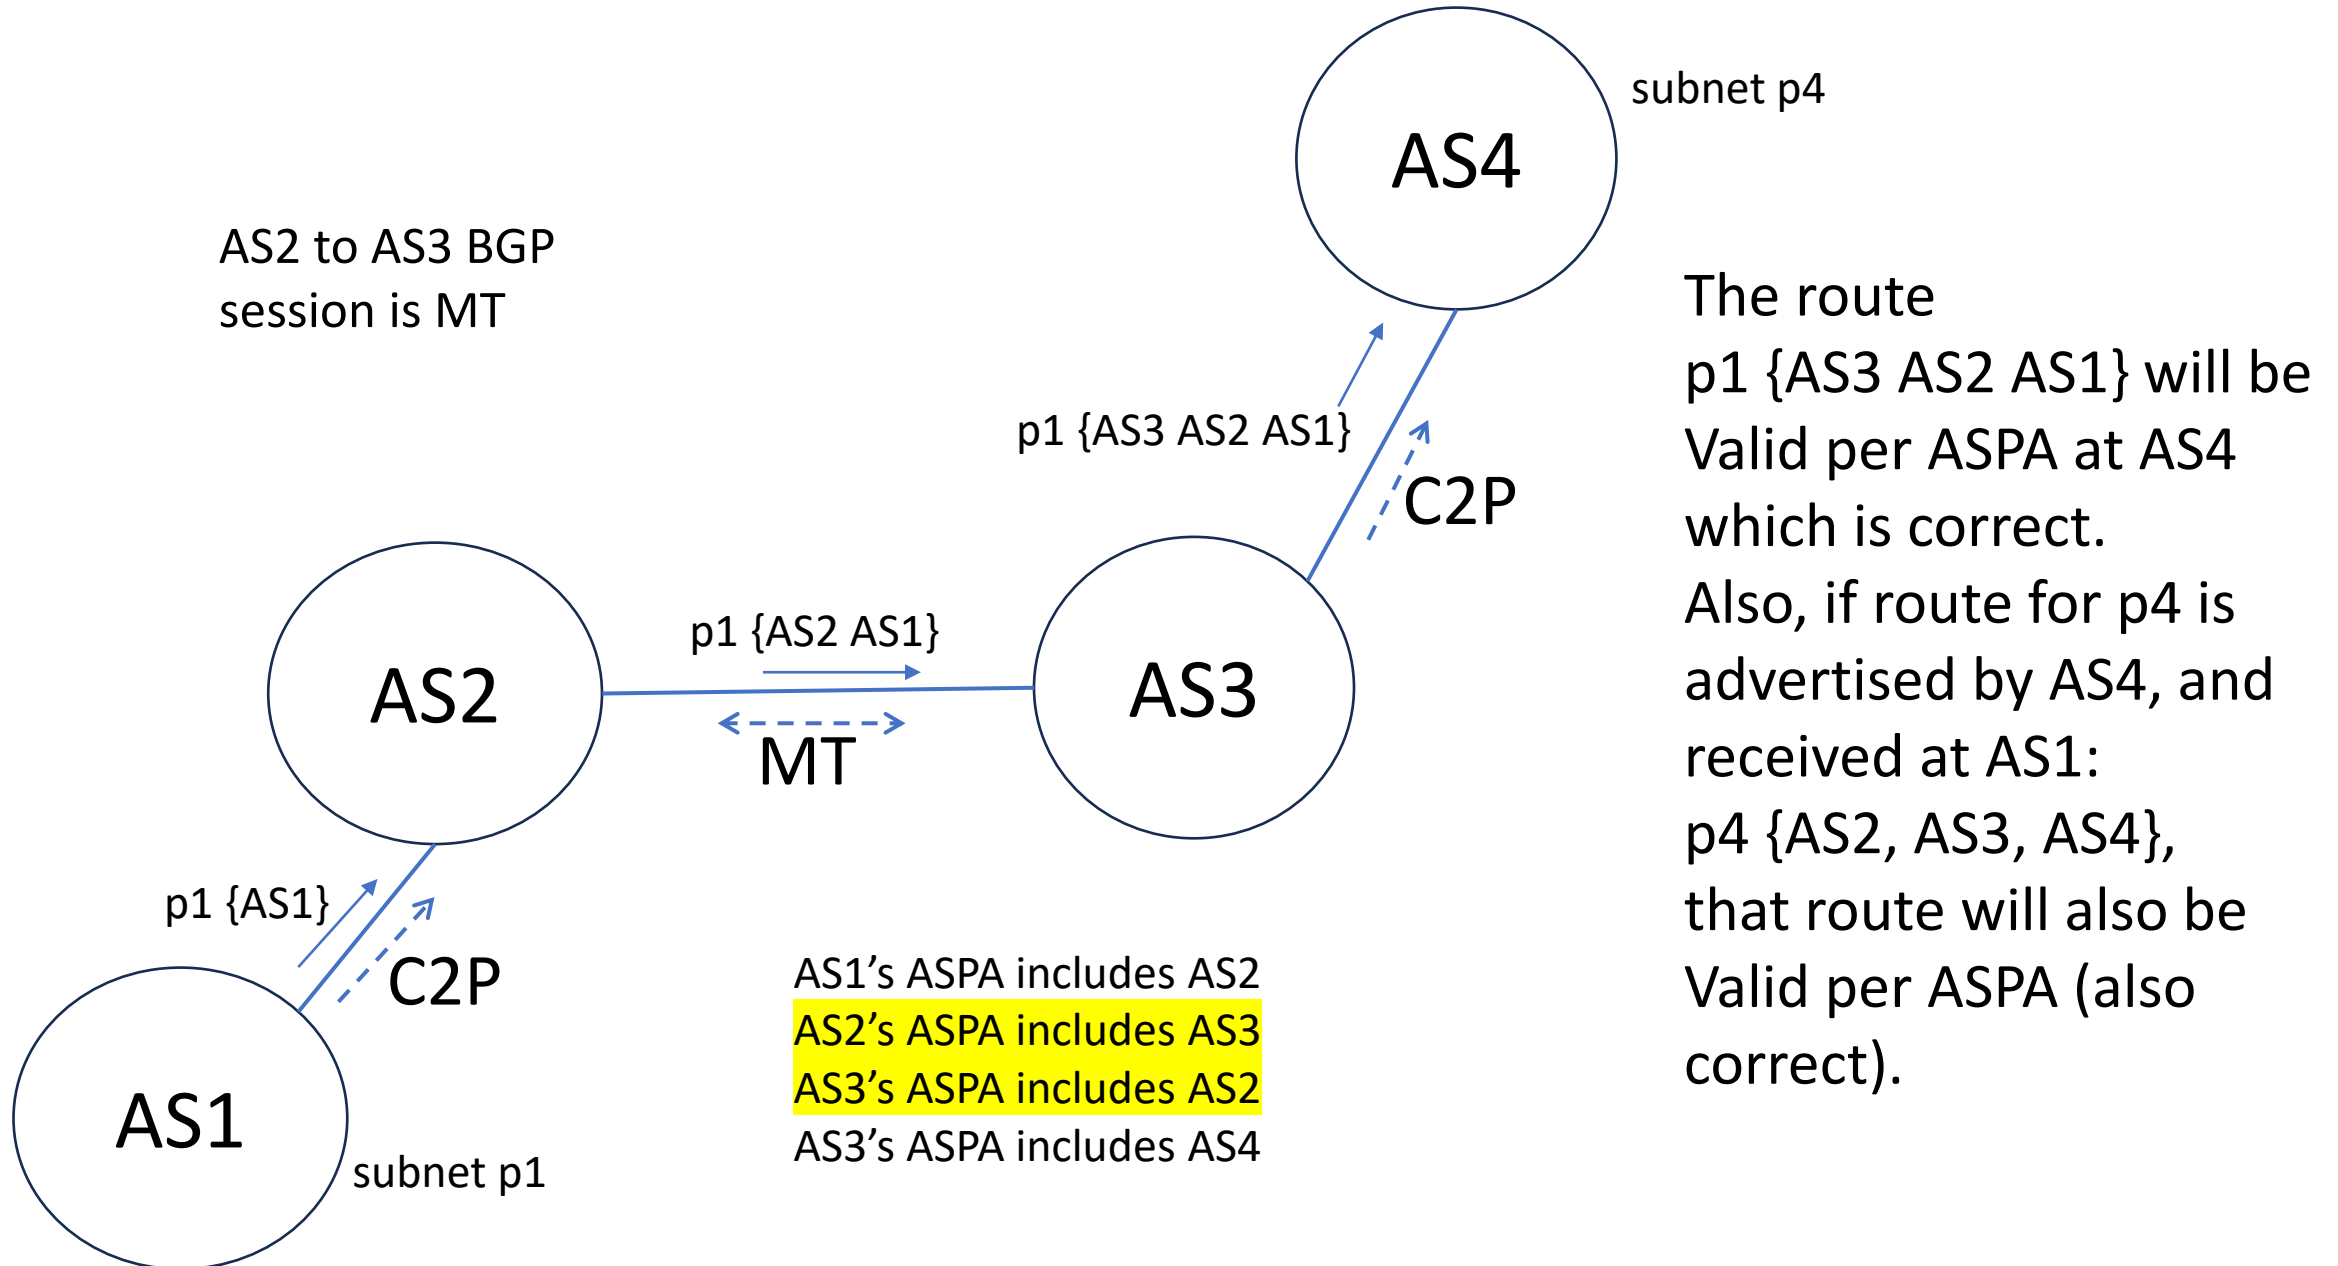 AS4
subnet p4
AS2 to AS3 BGP
session is MT
p1 {AS3 AS2 AS1}
C2P
p1 {AS2 AS1}
MT
AS2
AS3
p1 {AS1}
C2P
AS1
subnet p1
AS1’s ASPA includes AS2
AS2’s ASPA includes AS3
AS3’s ASPA includes AS2
AS3’s ASPA includes AS4
The route
p1 {AS3 AS2 AS1} will be
Valid per ASPA at AS4
which is correct.
Also, if route for p4 is
advertised by AS4, and
received at AS1:
p4 {AS2, AS3, AS4},
that route will also be
Valid per ASPA (also
correct).